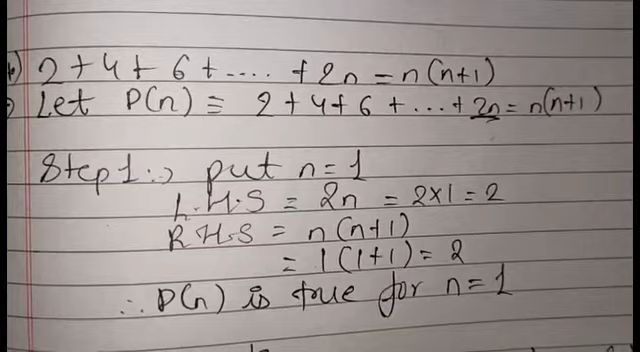 2+4+6+....+2n=n(n+1)
Let P(n) ≡ 2+4+6+...+2n=n(n+1)
Step 1:→ put n=1
L.H.S = 2n = 2×1=2
R.H.S = n(n+1)
= 1(1+1)= 2
∴ P(n) is true for n=1